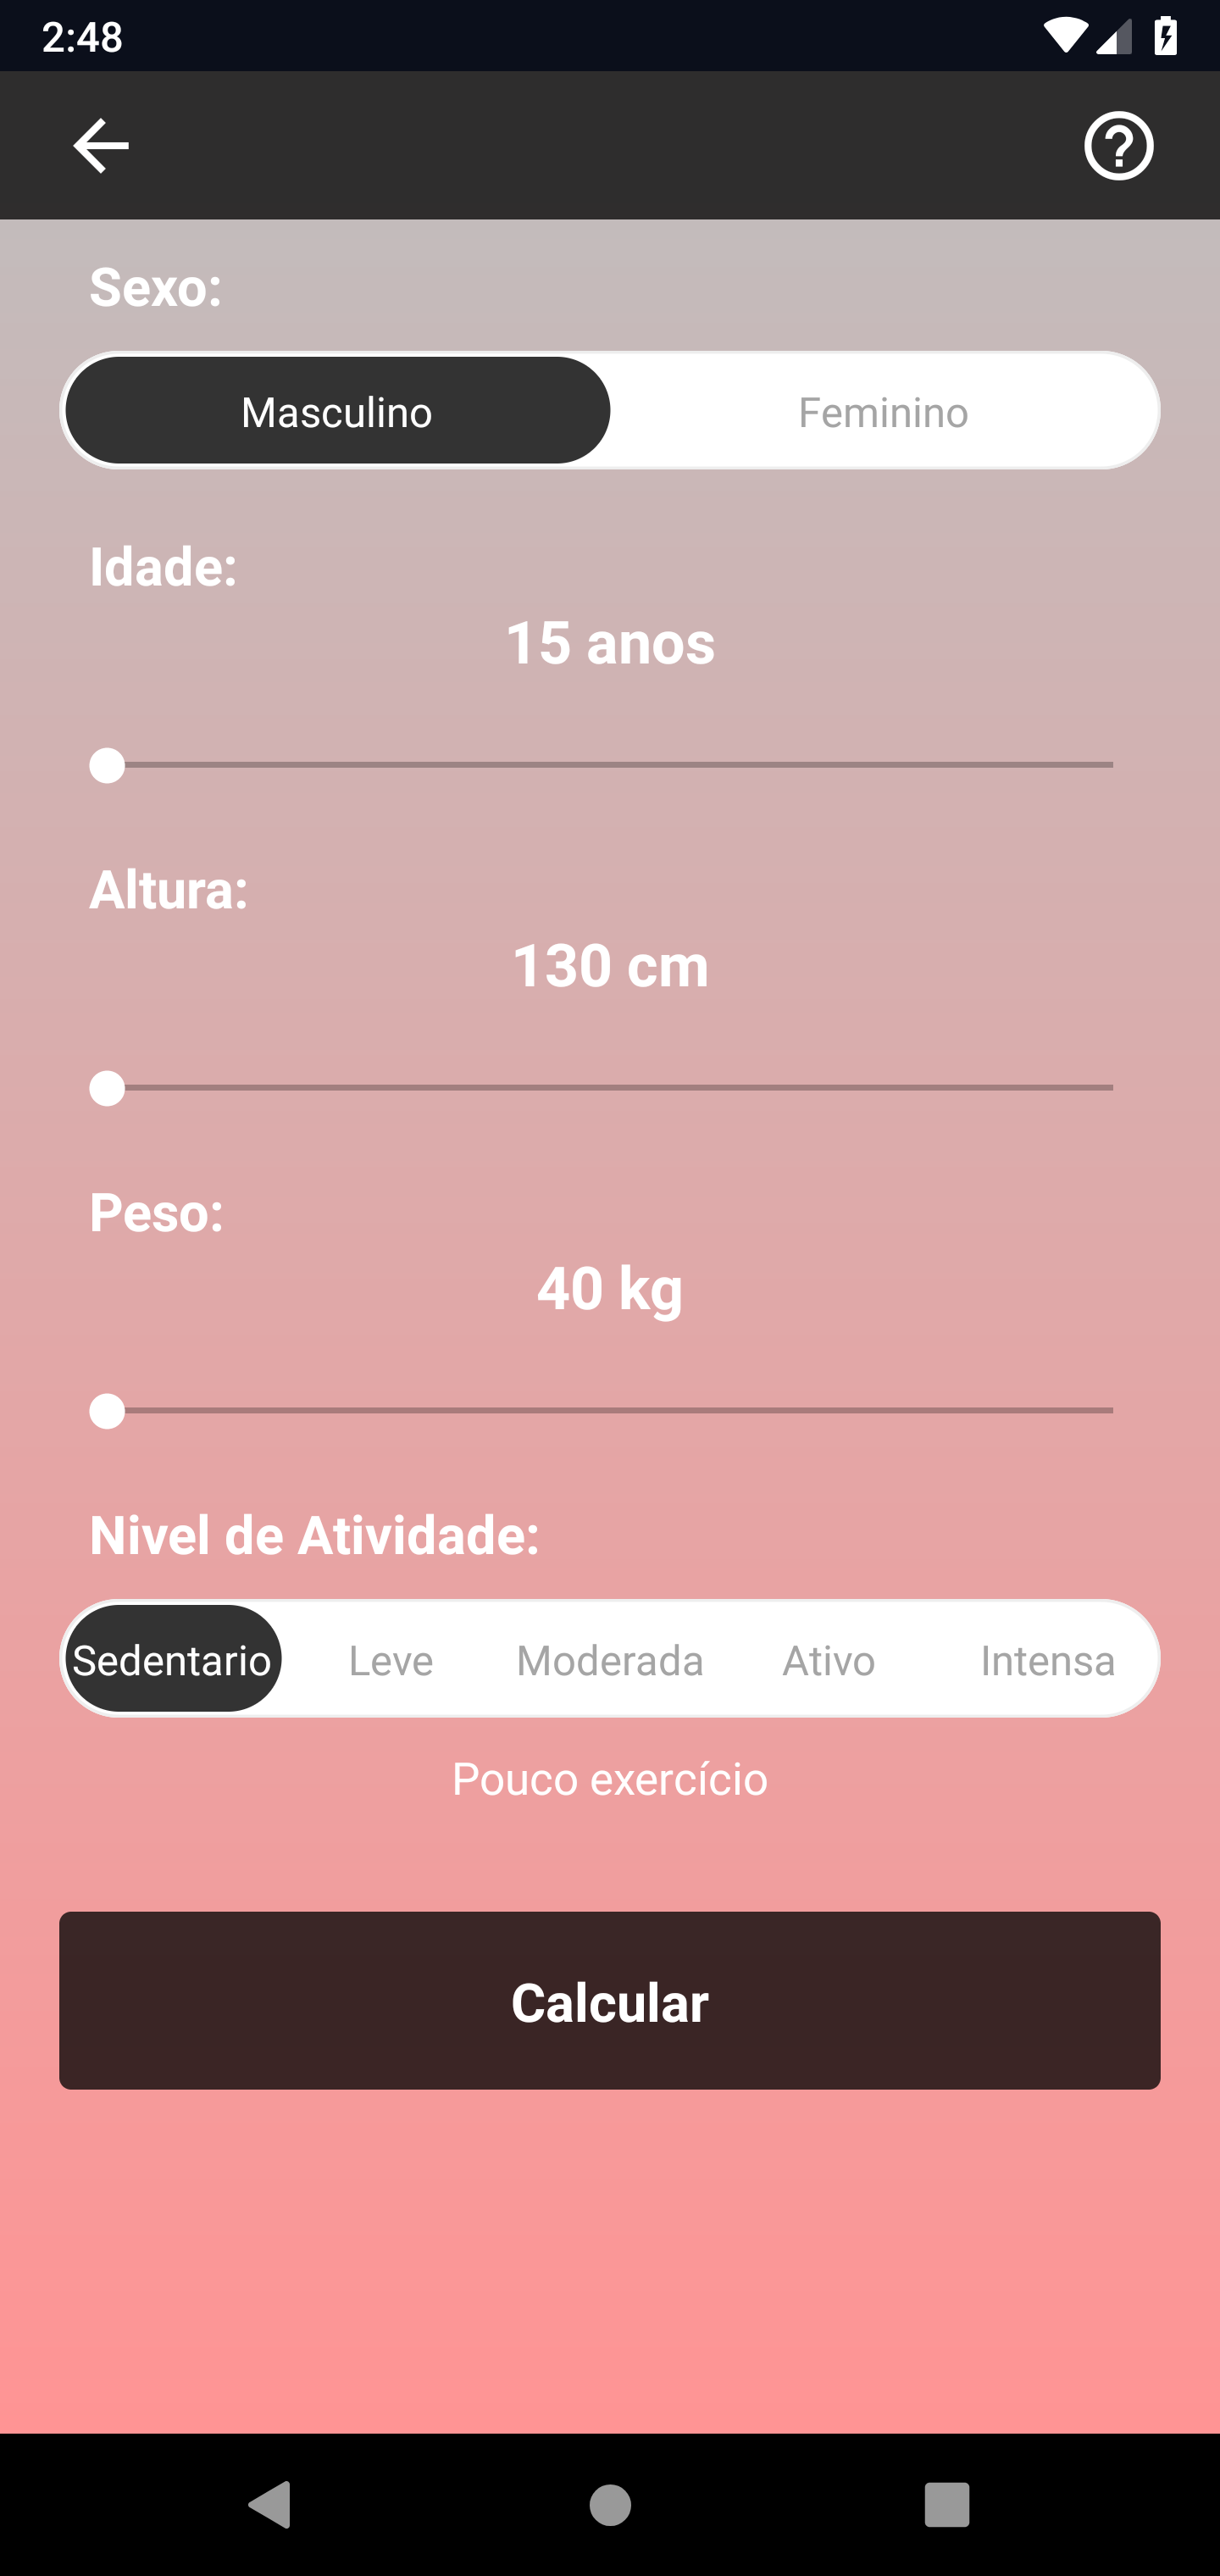 2:48
Sexo:
Masculino Feminino
Idade:
15 anos
Altura:
130 cm
Peso:
40 kg
Nivel de Atividade:
Sedentario Leve Moderada Ativo Intensa
Pouco exercício
Calcular